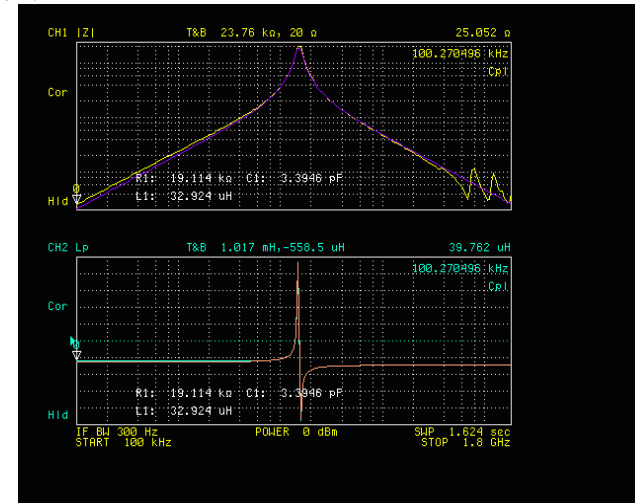 CH1 |Z| T&B 23.76 kΩ, 20 Ω 25.052 Ω
100.270496 kHz
Cpl
Cor
0
R1: 19.114 kΩ C1: 3.3946 pF
L1: 32.924 uH
Hld
CH2 Lp T&B 1.017 mH,-558.5 uH 39.762 uH
100.270496 kHz
Cpl
Cor
0
R1: 19.114 kΩ C1: 3.3946 pF
L1: 32.924 uH
Hld
IF BW 300 Hz POWER 0 dBm SWP 1.624 sec
START 100 kHz STOP 1.8 GHz